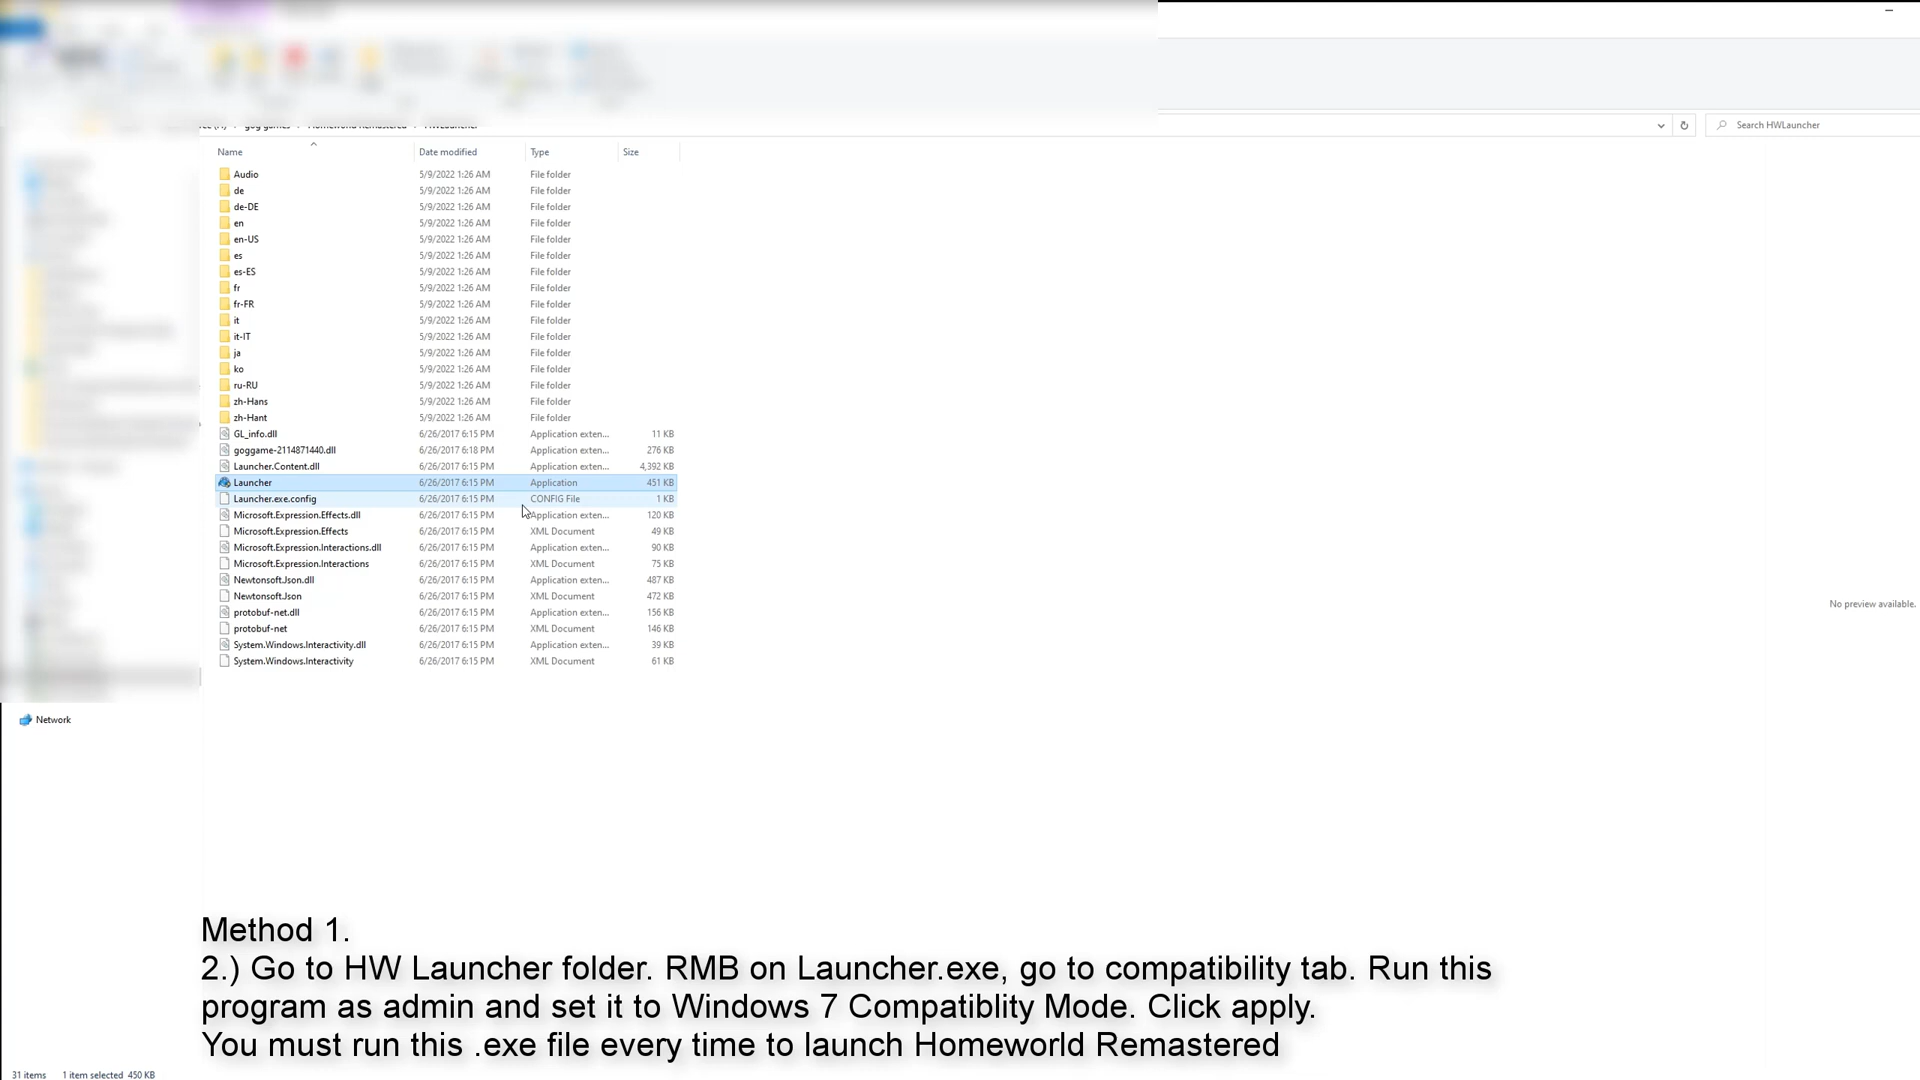 Search HWLauncher
Name Date modified Type Size
Audio 5/9/2022 1:26 AM File folder
de 5/9/2022 1:26 AM File folder
de-DE 5/9/2022 1:26 AM File folder
en 5/9/2022 1:26 AM File folder
en-US 5/9/2022 1:26 AM File folder
es 5/9/2022 1:26 AM File folder
es-ES 5/9/2022 1:26 AM File folder
fr 5/9/2022 1:26 AM File folder
fr-FR 5/9/2022 1:26 AM File folder
it 5/9/2022 1:26 AM File folder
it-IT 5/9/2022 1:26 AM File folder
ja 5/9/2022 1:26 AM File folder
ko 5/9/2022 1:26 AM File folder
ru-RU 5/9/2022 1:26 AM File folder
zh-Hans 5/9/2022 1:26 AM File folder
zh-Hant 5/9/2022 1:26 AM File folder
GL_info.dll 6/26/2017 6:15 PM Application exten... 11 KB
goggame-2114871440.dll 6/26/2017 6:18 PM Application exten... 276 KB
Launcher.Content.dll 6/26/2017 6:15 PM Application exten... 4,392 KB
Launcher 6/26/2017 6:15 PM Application 451 KB
Launcher.exe.config 6/26/2017 6:15 PM CONFIG File 1 KB
Microsoft.Expression.Effects.dll 6/26/2017 6:15 PM Application exten... 120 KB
Microsoft.Expression.Effects 6/26/2017 6:15 PM XML Document 49 KB
Microsoft.Expression.Interactions.dll 6/26/2017 6:15 PM Application exten... 90 KB
Microsoft.Expression.Interactions 6/26/2017 6:15 PM XML Document 75 KB
Newtonsoft.Json.dll 6/26/2017 6:15 PM Application exten... 487 KB
Newtonsoft.Json 6/26/2017 6:15 PM XML Document 472 KB
protobuf-net.dll 6/26/2017 6:15 PM Application exten... 156 KB
protobuf-net 6/26/2017 6:15 PM XML Document 146 KB
System.Windows.Interactivity.dll 6/26/2017 6:15 PM Application exten... 39 KB
System.Windows.Interactivity 6/26/2017 6:15 PM XML Document 61 KB
No preview available.
Network
Method 1.
2.) Go to HW Launcher folder. RMB on Launcher.exe, go to compatibility tab. Run this
program as admin and set it to Windows 7 Compatiblity Mode. Click apply.
You must run this .exe file every time to launch Homeworld Remastered
31 items 1 item selected 450 KB